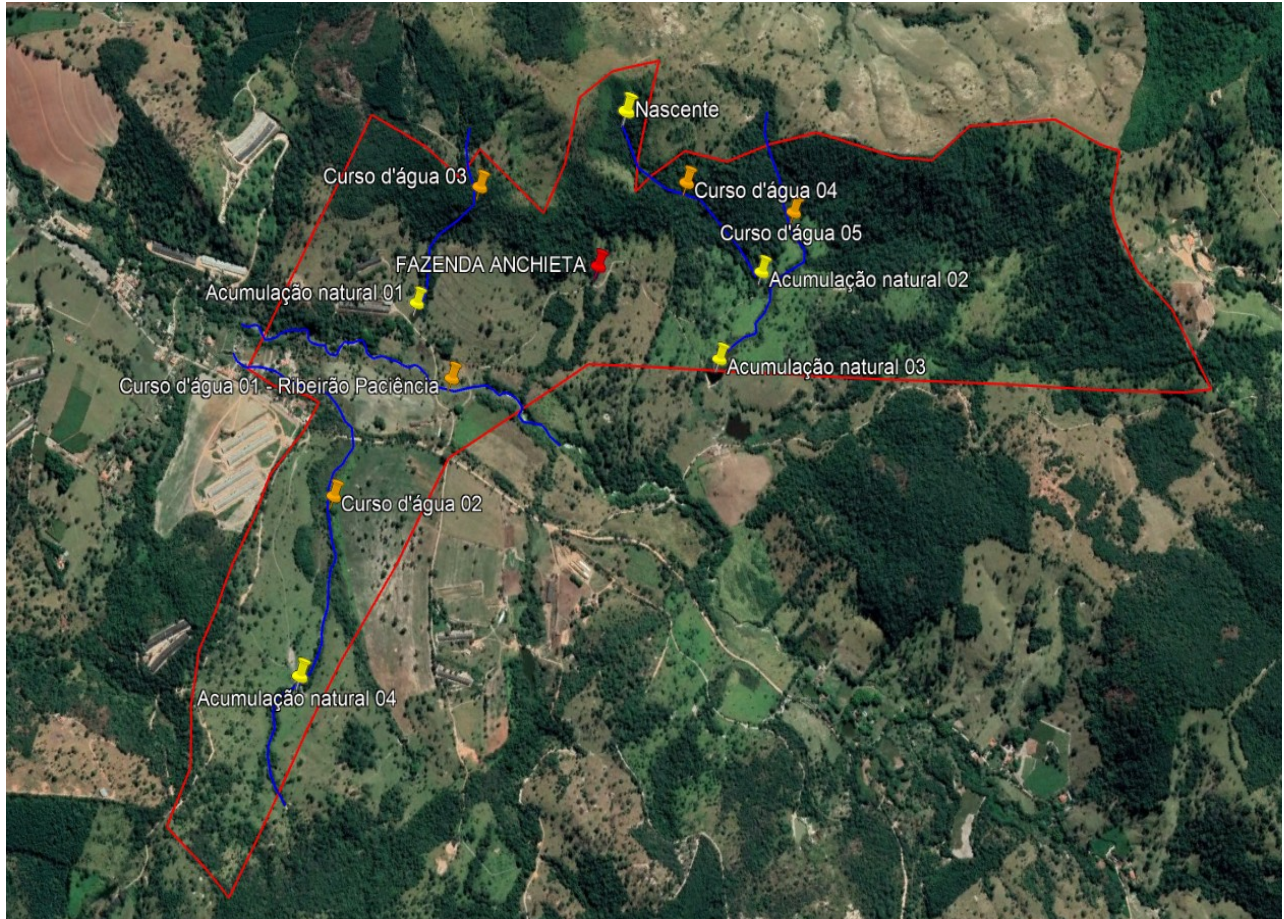 Nascente
Curso d'água 03
Curso d'água 04
Curso d'água 05
FAZENDA ANCHIETA
Acumulação natural 02
Acumulação natural 01
Acumulação natural 03
Curso d'água 01 - Ribeirão Paciência
Curso d'água 02
Acumulação natural 04